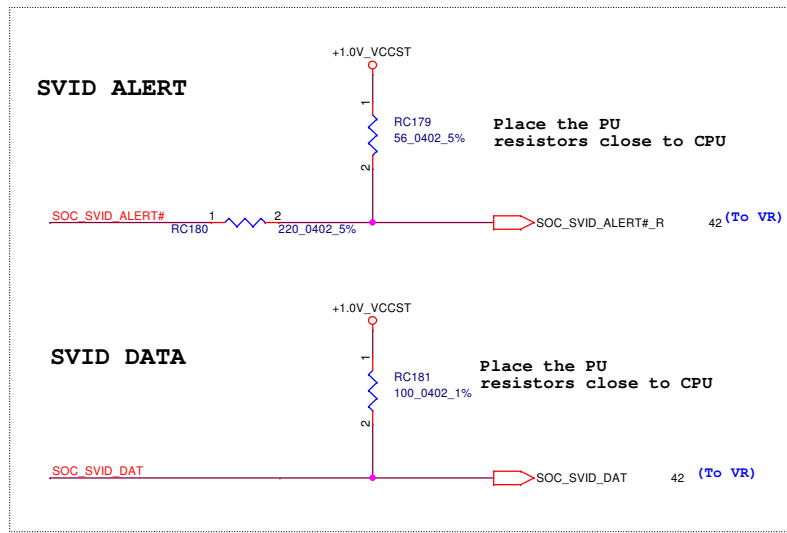 +1.0V_VCCST
SVID ALERT
1
RC179
56_0402_5%
Place the PU
resistors close to CPU
2
SOC_SVID_ALERT#
1
2
RC180
220_0402_5%
SOC_SVID_ALERT#_R
42
(To VR)
+1.0V_VCCST
SVID DATA
1
RC181
100_0402_1%
Place the PU
resistors close to CPU
2
SOC_SVID_DAT
SOC_SVID_DAT
42
(To VR)